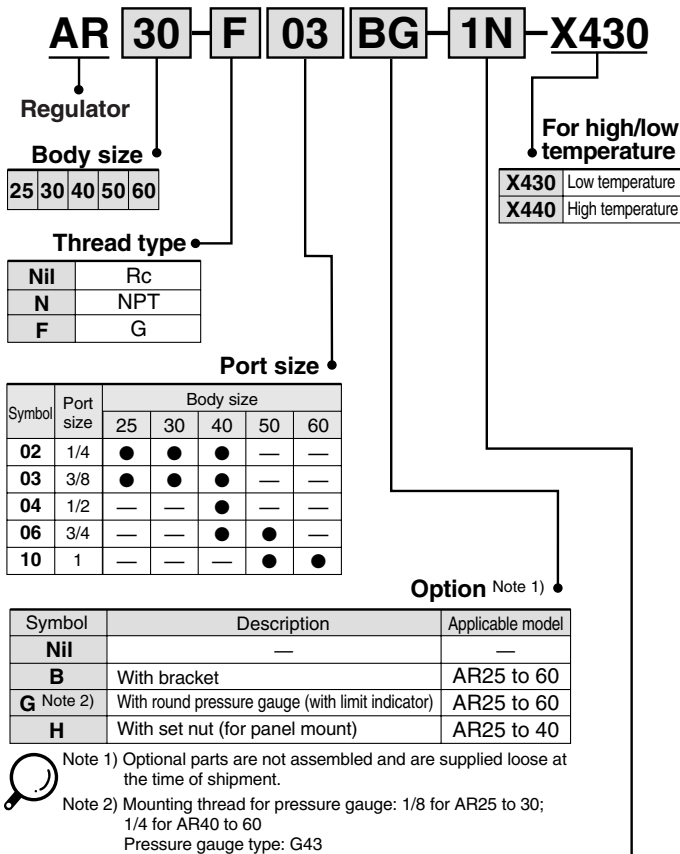 AR 30-F 03 BG-1N-X430
Regulator
For high/low
temperature
X430 Low temperature
X440 High temperature
Body size
25 30 40 50 60
Thread type
Nil Rc
N NPT
F G
Port size
Symbol Port size Body size
25 30 40 50 60
02 1/4 ● ● ● — —
03 3/8 ● ● ● — —
04 1/2 — — ● — —
06 3/4 — — ● ● —
10 1 — — — ● ●
Option Note 1)
Symbol Description Applicable model
Nil — —
B With bracket AR25 to 60
G Note 2) With round pressure gauge (with limit indicator) AR25 to 60
H With set nut (for panel mount) AR25 to 40
Note 1) Optional parts are not assembled and are supplied loose at
the time of shipment.
Note 2) Mounting thread for pressure gauge: 1/8 for AR25 to 30;
1/4 for AR40 to 60
Pressure gauge type: G43